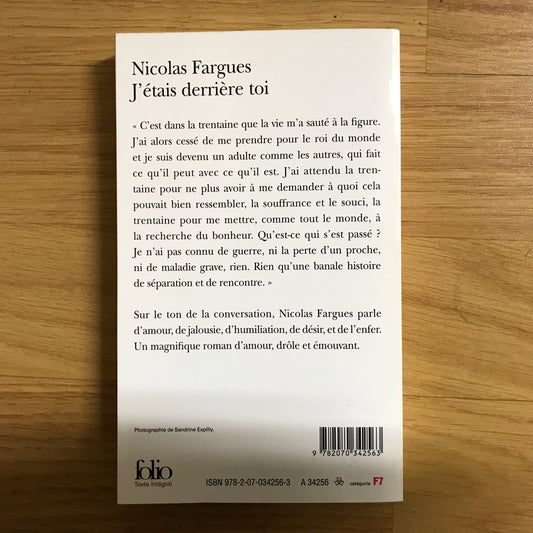 Nicolas Fargues
J’étais derrière toi
« C’est dans la trentaine que la vie m’a sauté à la figure.
J’ai alors cessé de me prendre pour le roi du monde
et je suis devenu un adulte comme les autres, qui fait
ce qu’il peut avec ce qu’il est. J’ai attendu la tren-
taine pour ne plus avoir à me demander à quoi cela
pouvait bien ressembler, la souffrance et le souci, la
trentaine pour me mettre, comme tout le monde, à
la recherche du bonheur. Qu’est-ce qui s’est passé ?
Je n’ai pas connu de guerre, ni la perte d’un proche,
ni de maladie grave, rien. Rien qu’une banale histoire
de séparation et de rencontre. »
Sur le ton de la conversation, Nicolas Fargues parle
d’amour, de jalousie, d’humiliation, de désir, et de l’enfer.
Un magnifique roman d’amour, drôle et émouvant.
Photographie de Sandrine Expilly.
9 782070 342563
folio
Texte intégral
ISBN 978-2-07-034256-3 A 34256 catégorie F7